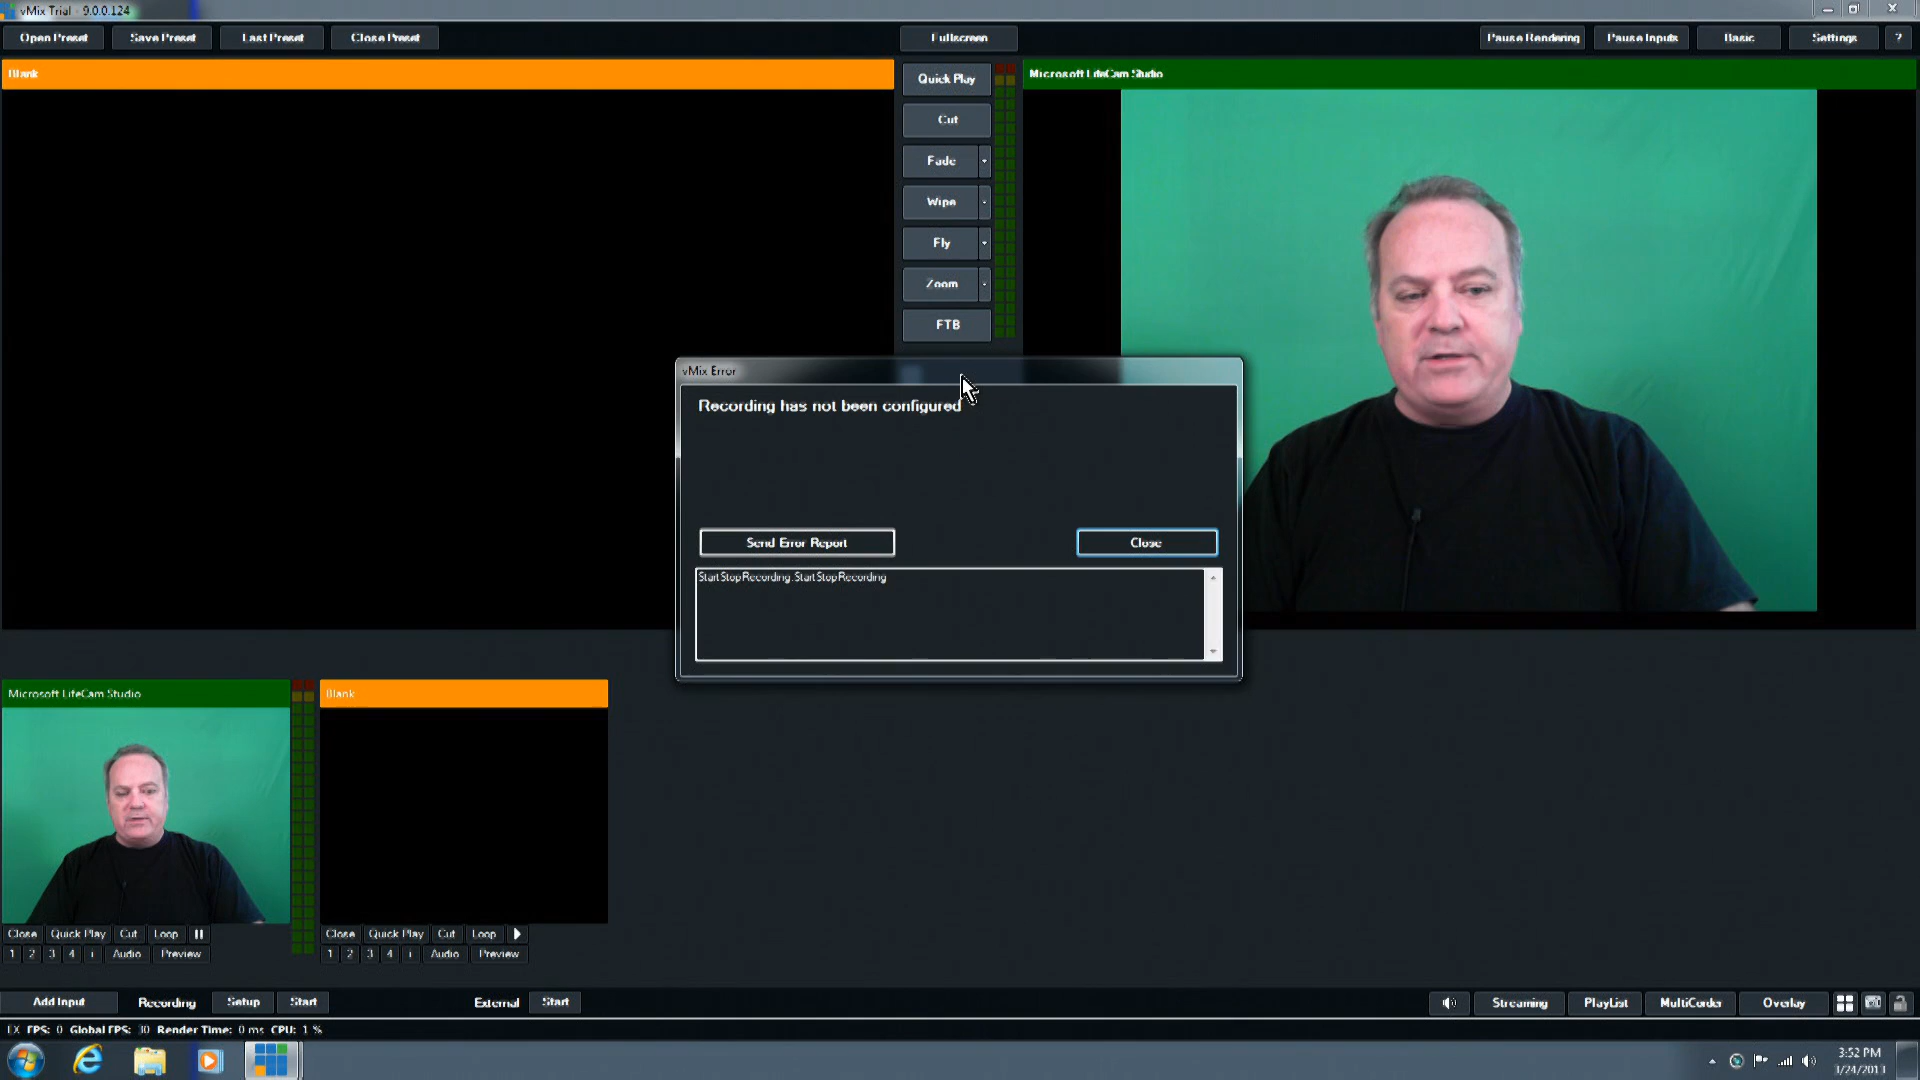 vMix Trial - 9.0.0.124
Open Preset Save Preset Last Preset Close Preset Fullscreen Pause Rendering Pause Inputs Basic Settings ?
Blank
Microsoft LifeCam Studio
Quick Play
Cut
Fade
Wipe
Fly
Zoom
FTB
vMix Error
Recording has not been configured
Send Error Report
Close
StartStopRecording.StartStopRecording
Microsoft LifeCam Studio
Blank
Close Quick Play Cut Loop
1 2 3 4 i Audio Preview
Close Quick Play Cut Loop
1 2 3 4 i Audio Preview
Add Input Recording Setup Start External Start Streaming PlayList MultiCorder Overlay
EX FPS: 0 Global FPS: 30 Render Time: 0 ms CPU: 1 %
3:52 PM
3/24/2013